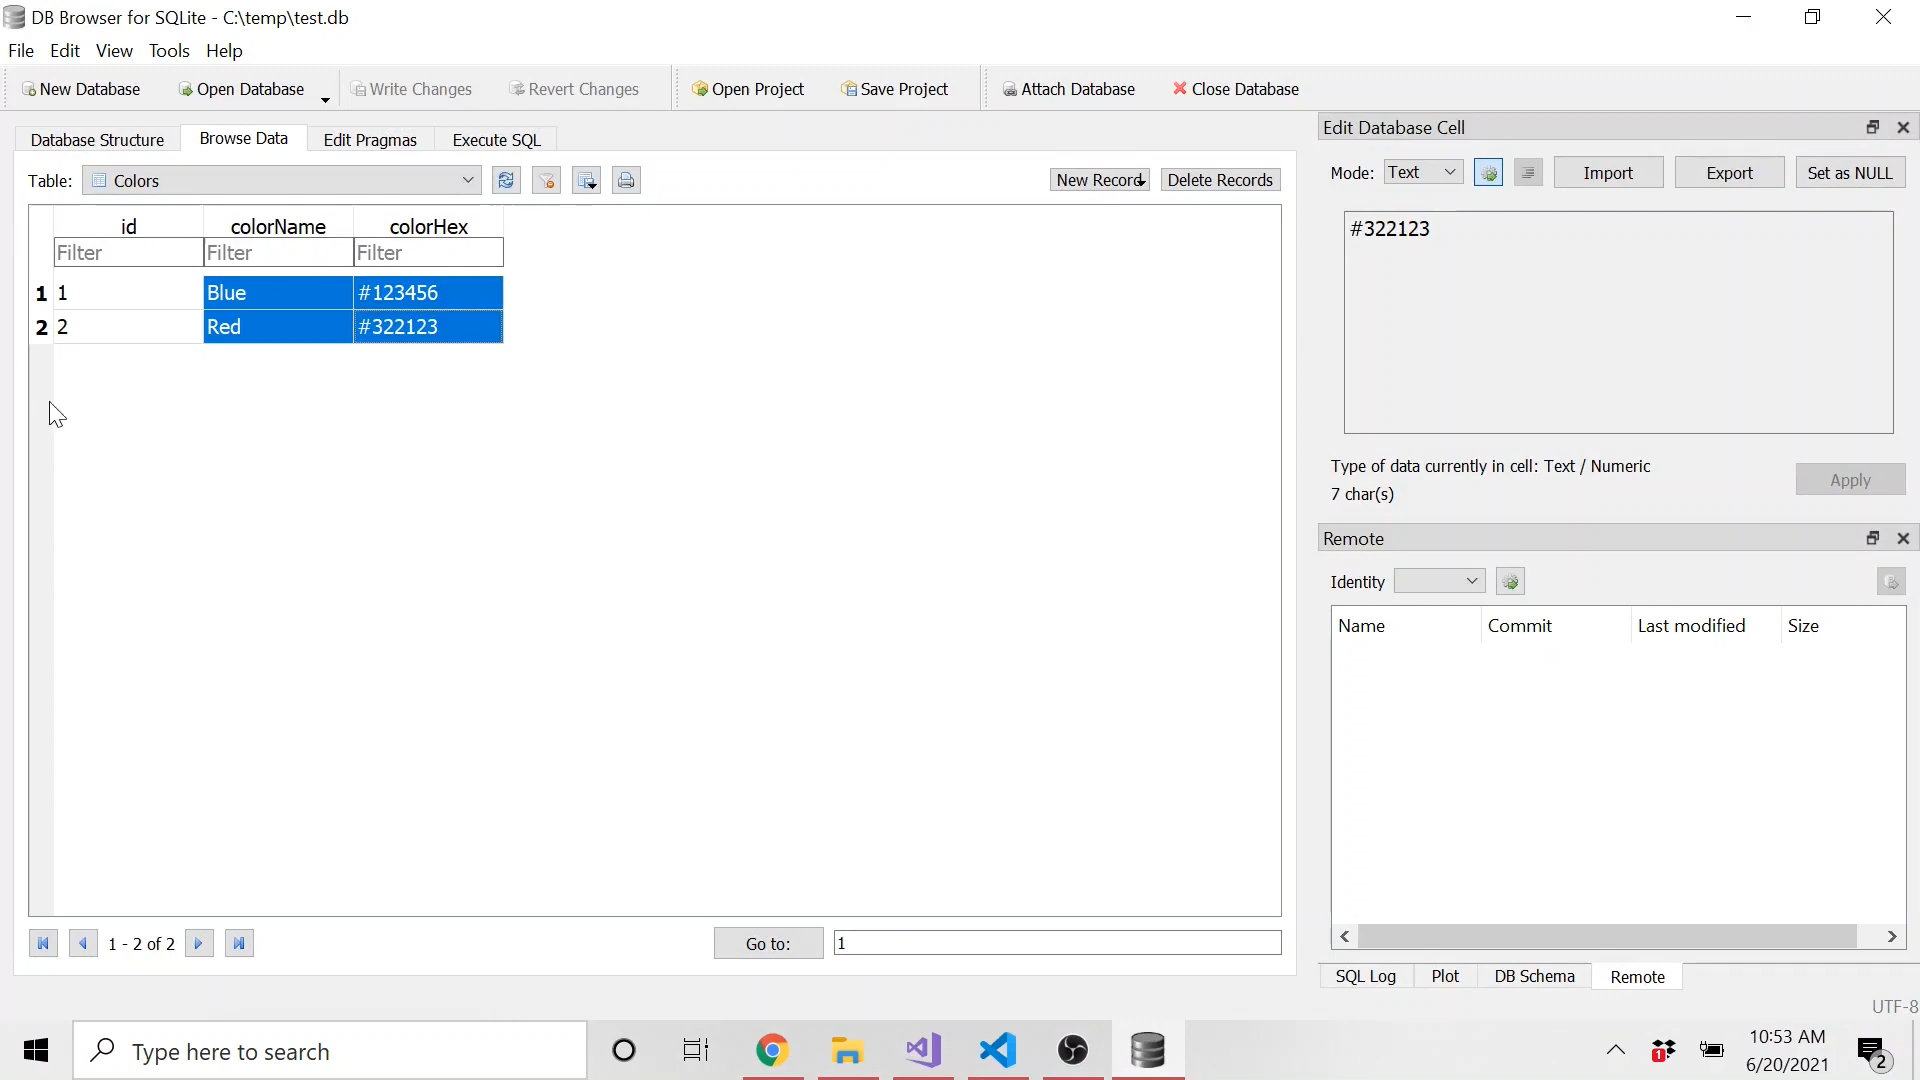 DB Browser for SQLite - C:\temp\test.db
File Edit View Tools Help
New Database Open Database Write Changes Revert Changes Open Project Save Project Attach Database Close Database
Database Structure Browse Data Edit Pragmas Execute SQL
Table: Colors New Record Delete Records
id colorName colorHex
Filter Filter Filter
1 1 Blue #123456
2 2 Red #322123
1 - 2 of 2 Go to: 1
Edit Database Cell
Mode: Text Import Export Set as NULL
#322123
Type of data currently in cell: Text / Numeric
7 char(s)
Apply
Remote
Identity
Name Commit Last modified Size
SQL Log Plot DB Schema Remote
UTF-8
Type here to search
1
10:53 AM
6/20/2021
2